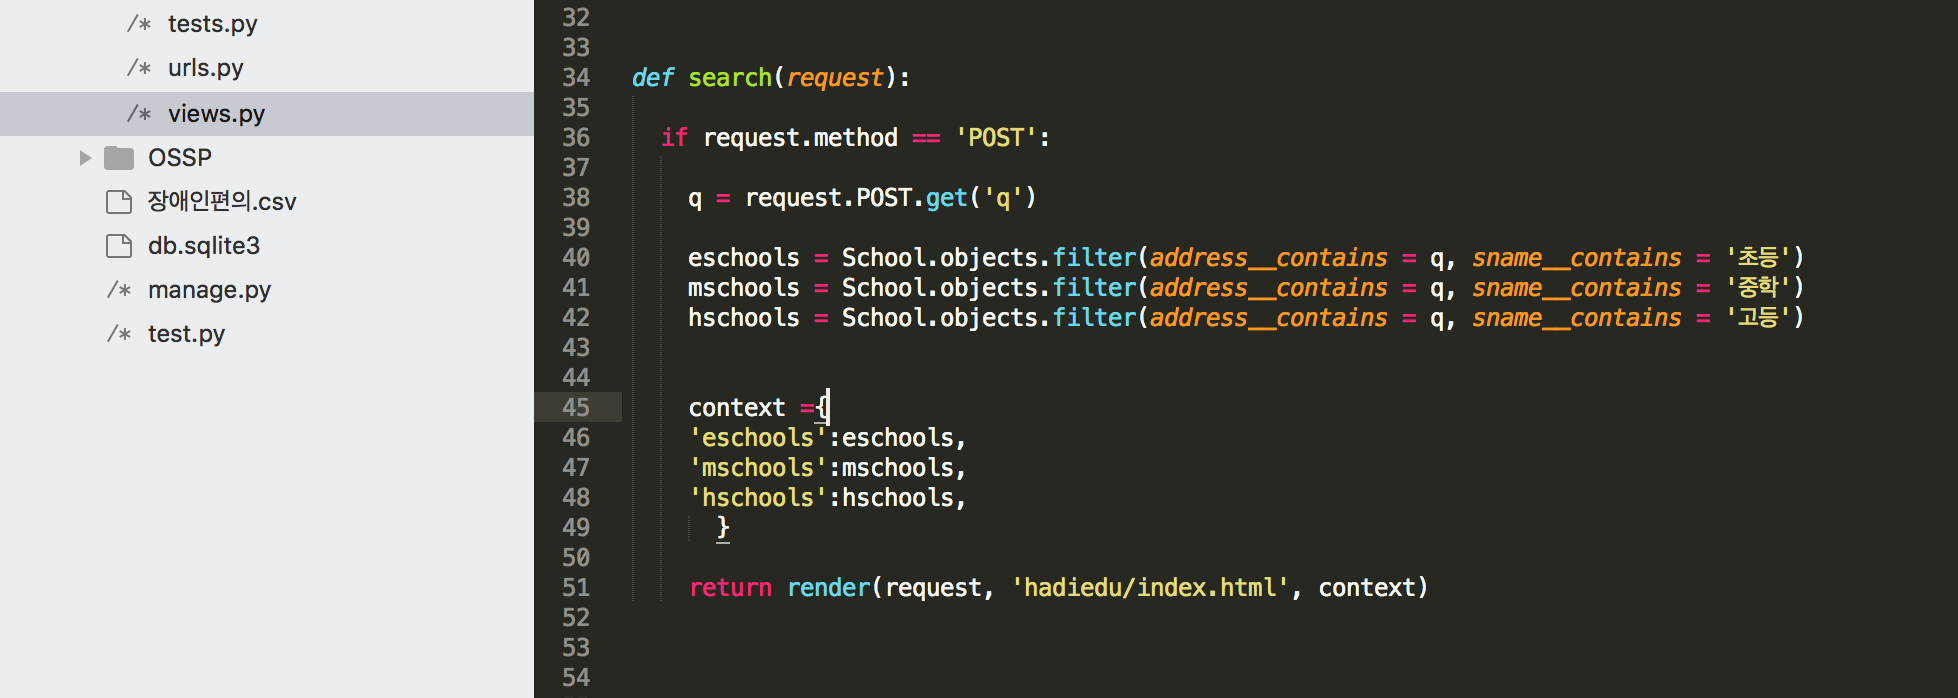 tests.py
urls.py
views.py
OSSP
장애인편의.csv
db.sqlite3
manage.py
test.py
32
33
34 def search(request):
35
36 if request.method == 'POST':
37
38 q = request.POST.get('q')
39
40 eschools = School.objects.filter(address__contains = q, sname__contains = '초등')
41 mschools = School.objects.filter(address__contains = q, sname__contains = '중학')
42 hschools = School.objects.filter(address__contains = q, sname__contains = '고등')
43
44
45 context ={
46 'eschools':eschools,
47 'mschools':mschools,
48 'hschools':hschools,
49 }
50
51 return render(request, 'hadiedu/index.html', context)
52
53
54